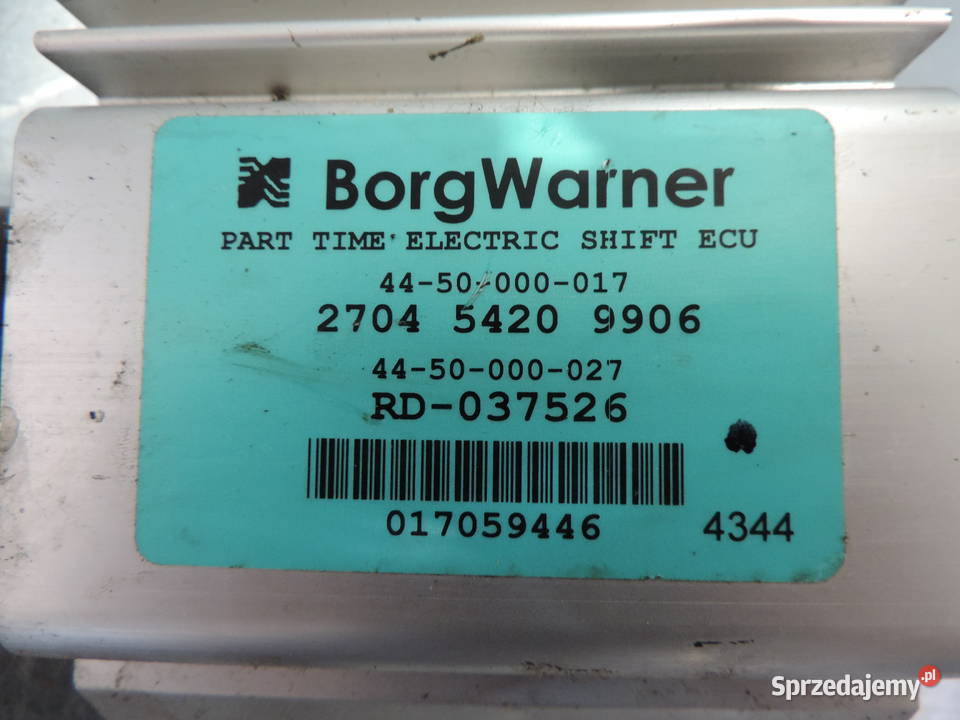 BorgWarner
PART TIME ELECTRIC SHIFT ECU
44-50-000-017
2704 5420 9906
44-50-000-027
RD-037526
017059446
4344
Sprzedajemy.pl